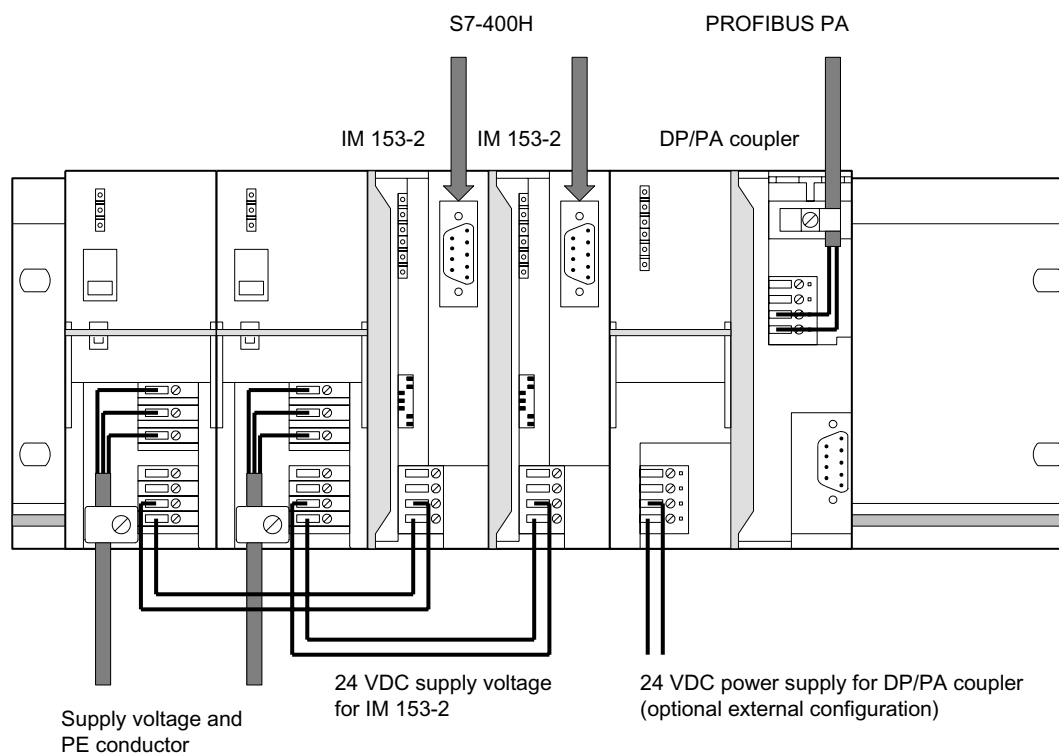 S7-400H
PROFIBUS PA
IM 153-2
IM 153-2
DP/PA coupler
24 VDC supply voltage
for IM 153-2
24 VDC power supply for DP/PA coupler
(optional external configuration)
Supply voltage and
PE conductor